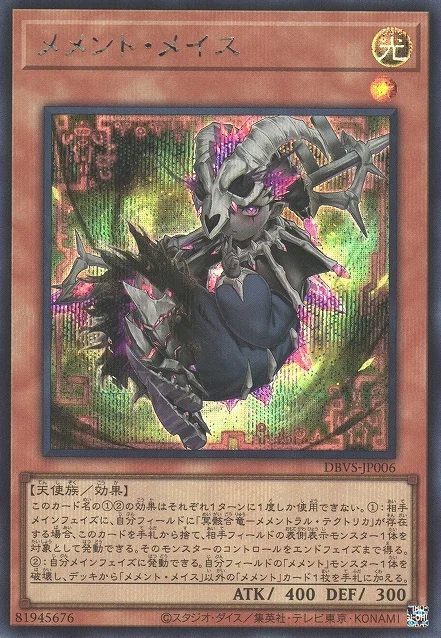 メメント・メイス
光
DBVS-JP006
【天使族/効果】
このカード名の①②の効果はそれぞれ1ターンに1度しか使用できない。①:相手
メインフェイズに、自分フィールドに「冥骸合竜-メメントラル・テクトリカ」が存在
する場合、このカードを手札から捨て、相手フィールドの表側表示モンスター1体を
対象として発動できる。そのモンスターのコントロールをエンドフェイズまで得る。
②:自分メインフェイズに発動できる。自分フィールドの「メメント」モンスター1体を
破壊し、デッキから「メメント・メイス」以外の「メメント」カード1枚を手札に加える。
ATK/ 400 DEF/ 300
81945676 ©スタジオ・ダイス/集英社・テレビ東京・KONAMI